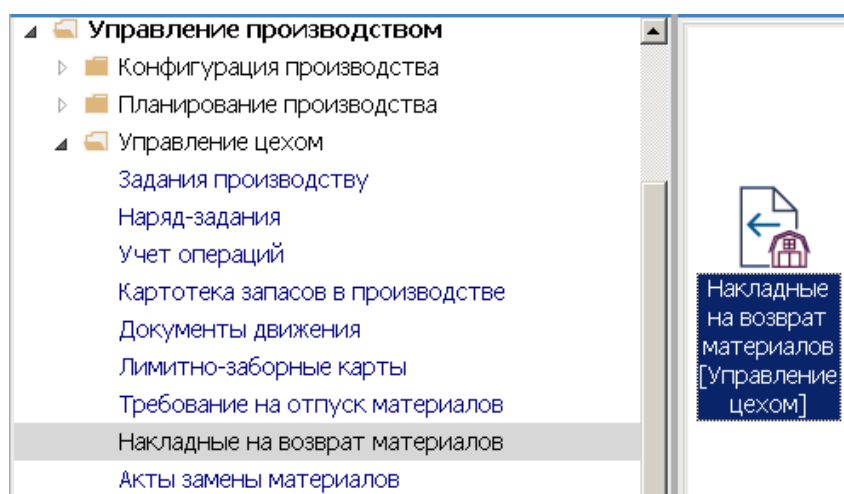 Управление производством
Конфигурация производства
Планирование производства
Управление цехом
Задания производству
Наряд-задания
Учет операций
Картотека запасов в производстве
Документы движения
Лимитно-заборные карты
Требование на отпуск материалов
Накладные на возврат материалов
Акты замены материалов
Накладные
на возврат
материалов
[Управление
цехом]